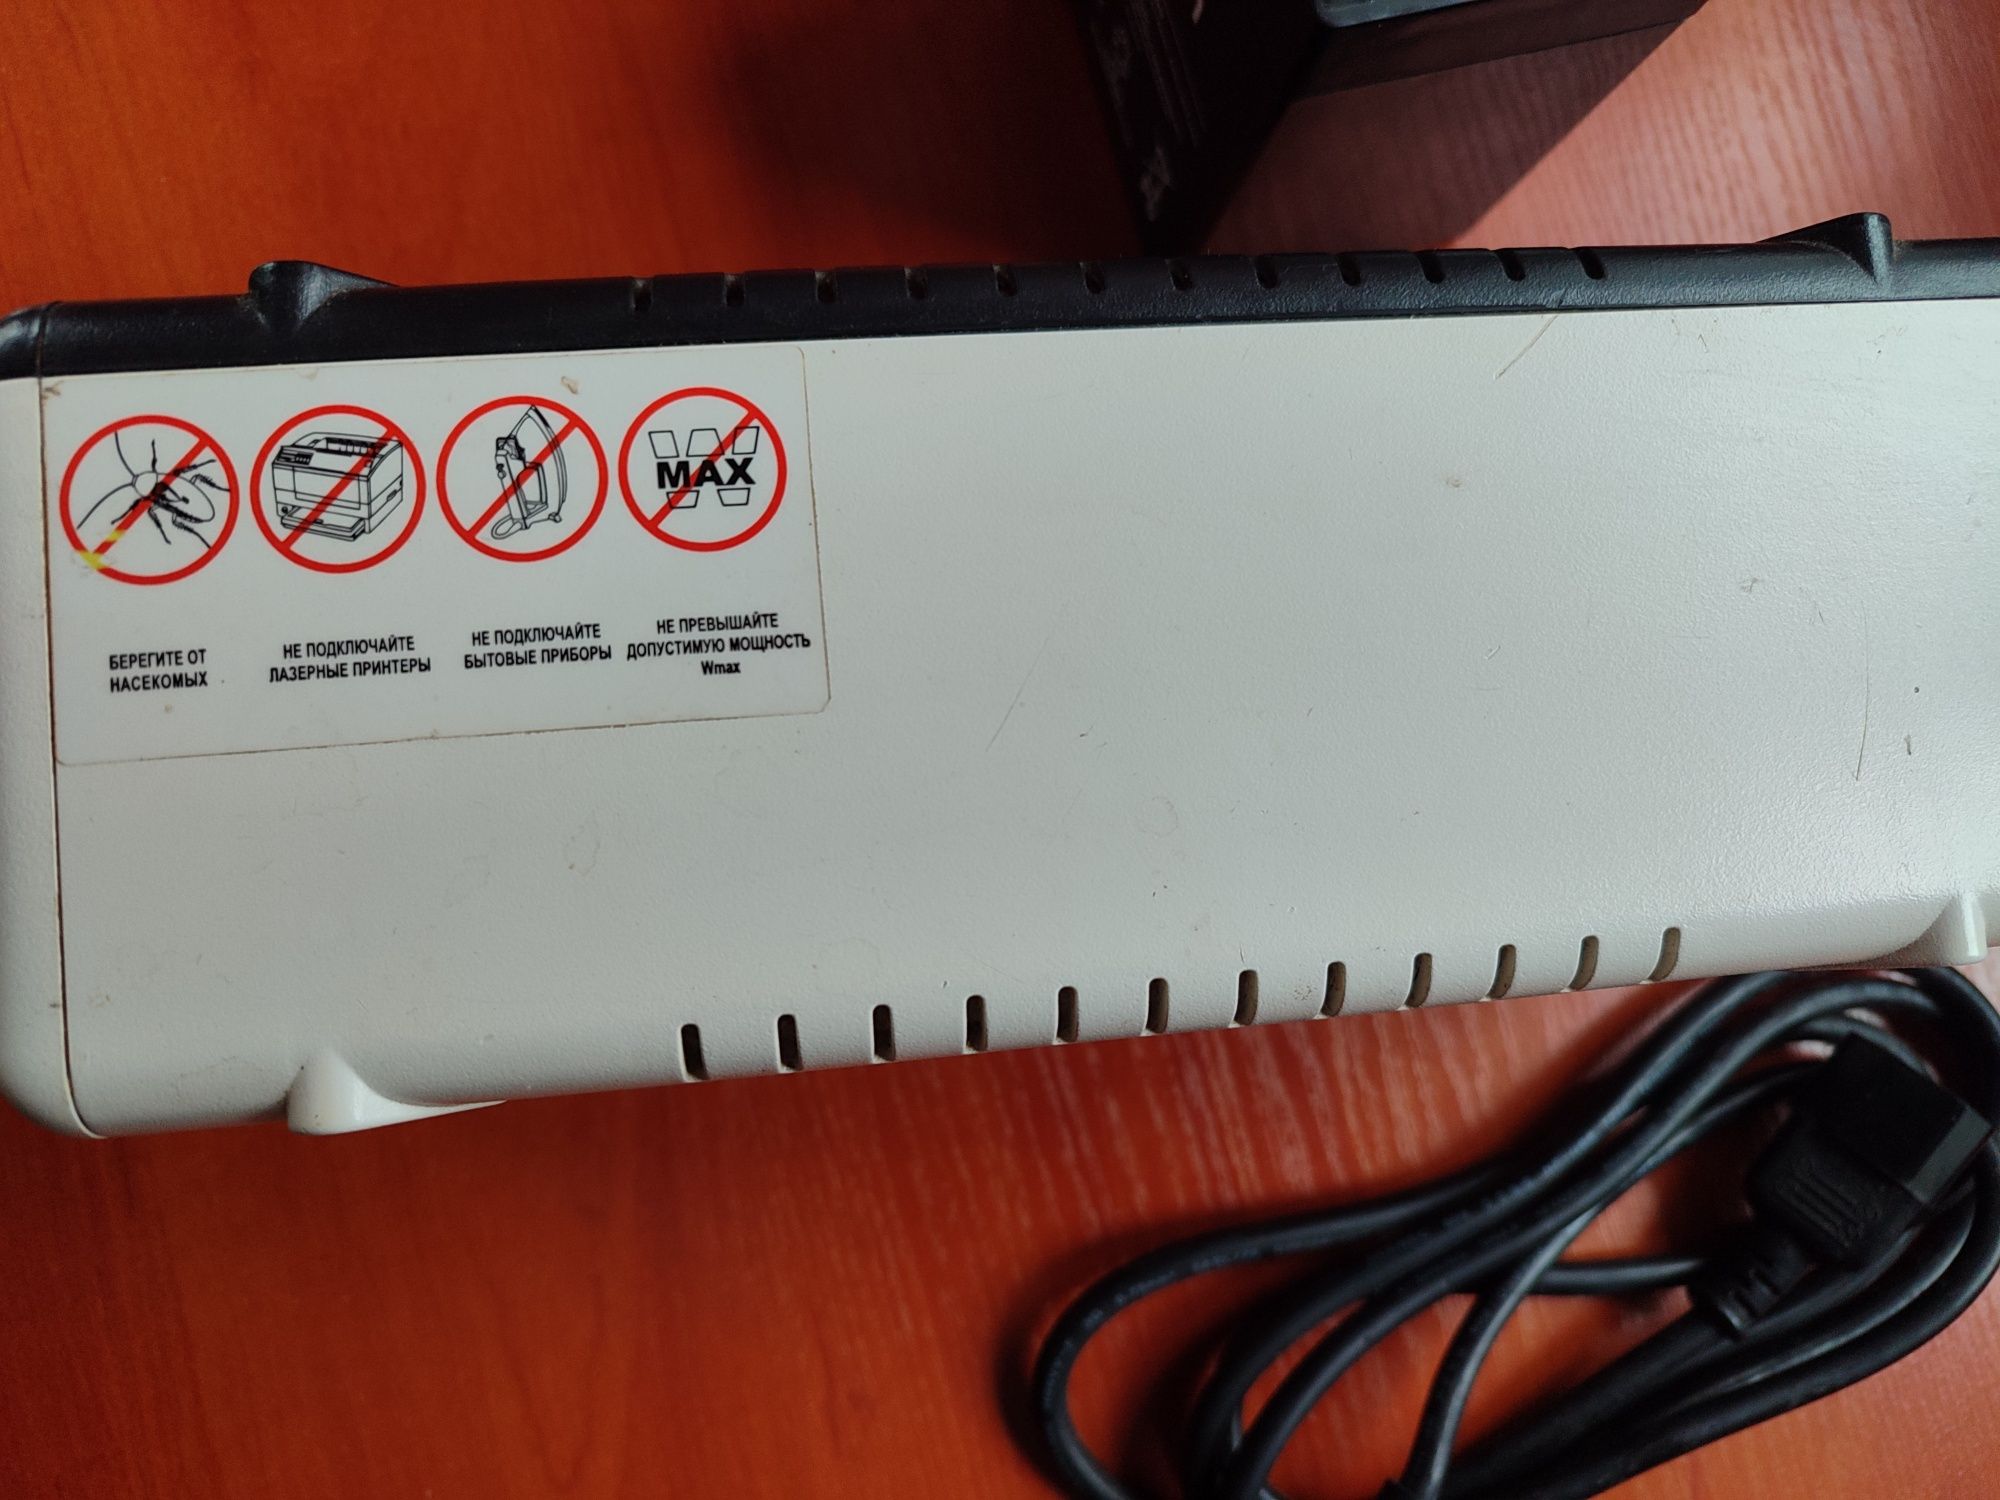 W
MAX
БЕРЕГИТЕ ОТ
НАСЕКОМЫХ
НЕ ПОДКЛЮЧАЙТЕ
ЛАЗЕРНЫЕ ПРИНТЕРЫ
НЕ ПОДКЛЮЧАЙТЕ
БЫТОВЫЕ ПРИБОРЫ
НЕ ПРЕВЫШАЙТЕ
ДОПУСТИМУЮ МОЩНОСТЬ
Wmax